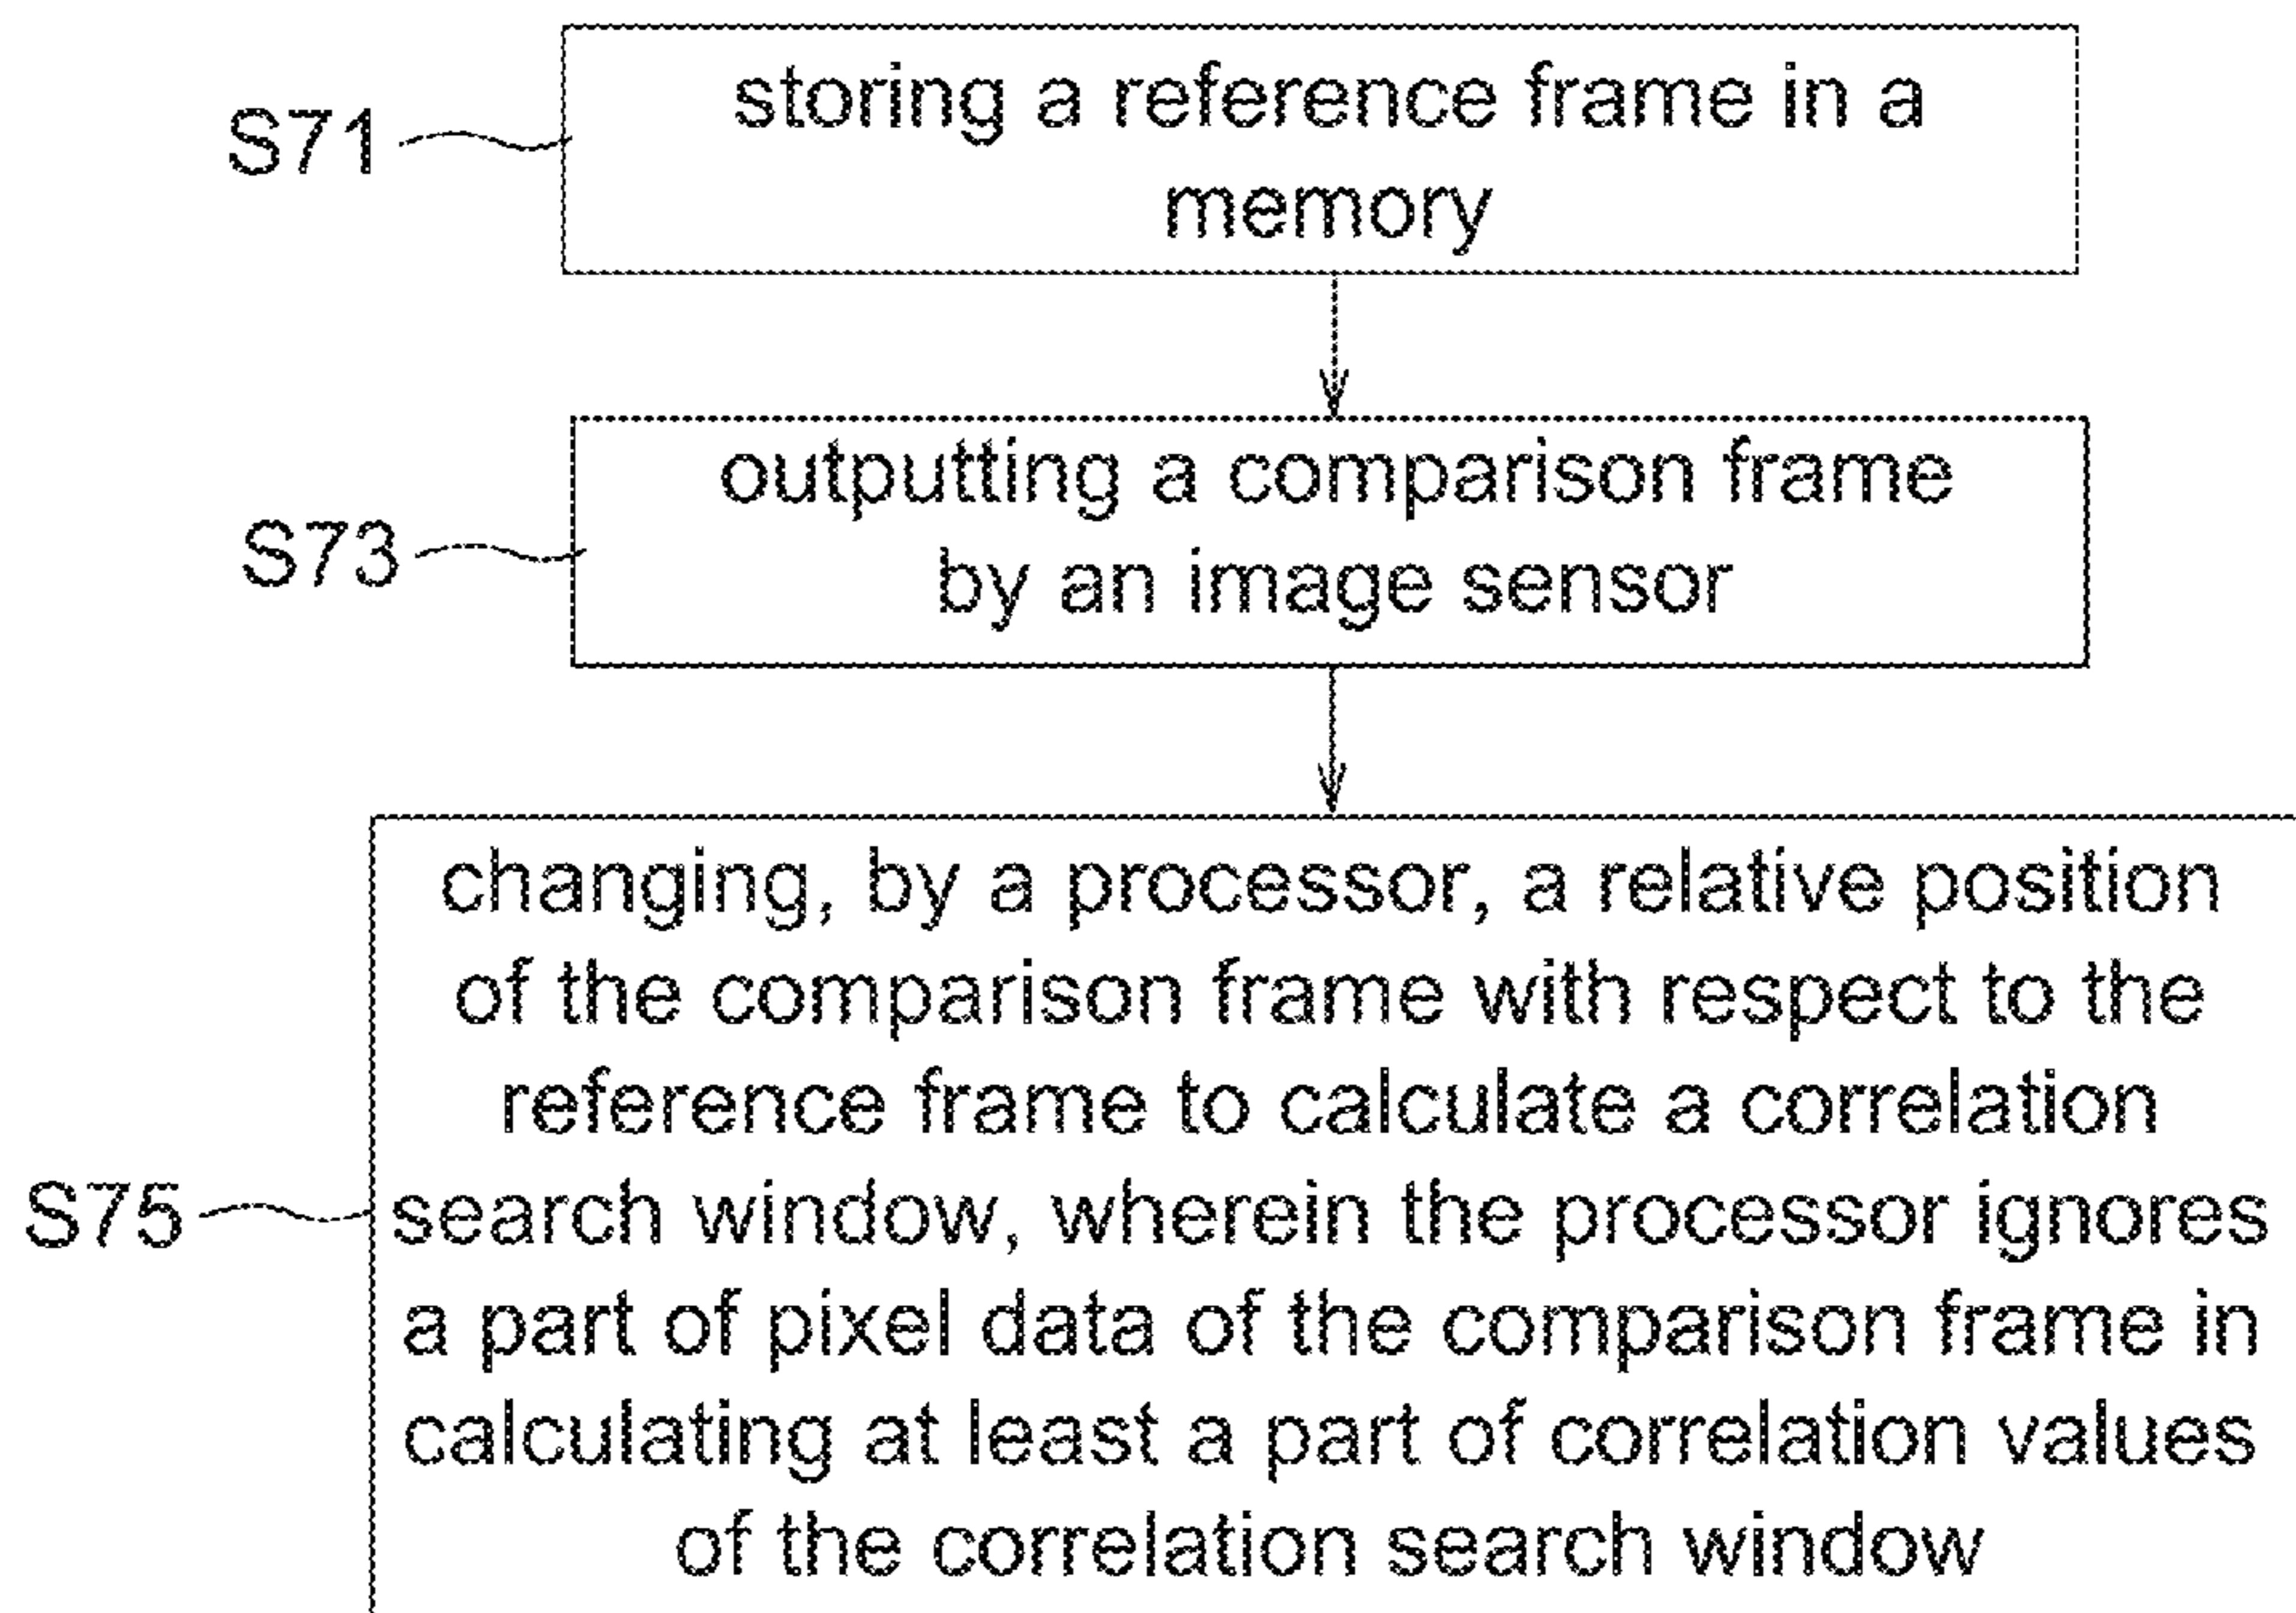 S71
storing a reference frame in a
memory
S73
outputting a comparison frame
by an image sensor
S75
changing, by a processor, a relative position
of the comparison frame with respect to the
reference frame to calculate a correlation
search window, wherein the processor ignores
a part of pixel data of the comparison frame in
calculating at least a part of correlation values
of the correlation search window